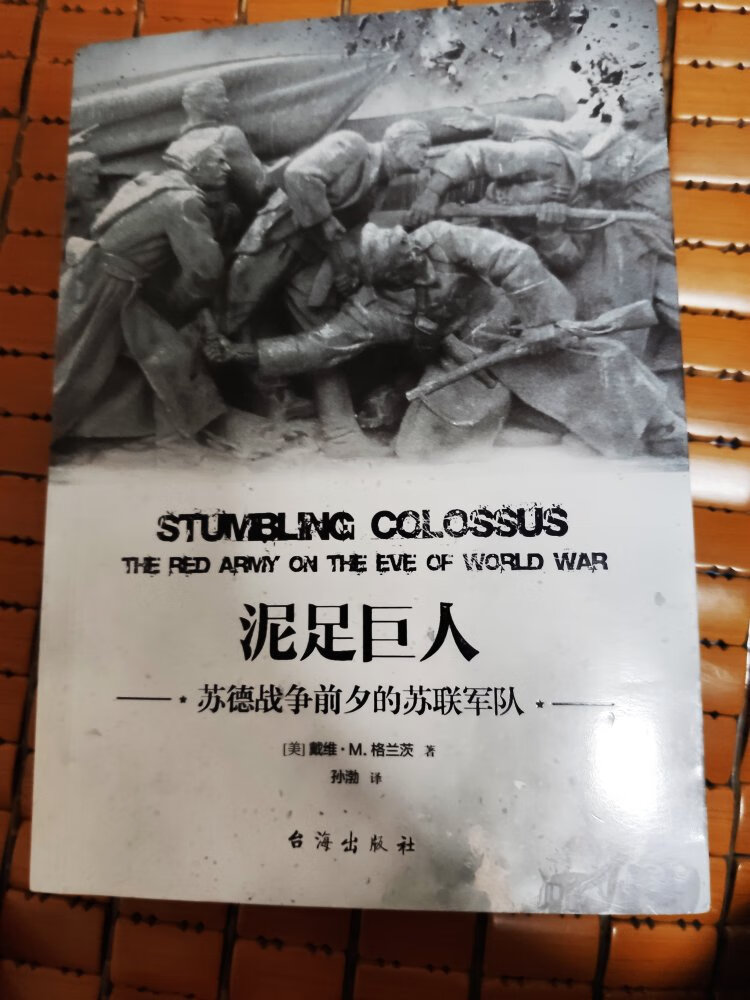 STUMBLING COLOSSUS
THE RED ARMY ON THE EVE OF WORLD WAR
泥足巨人
苏德战争前夕的苏联军队
[美] 戴维·M. 格兰茨 著
孙渤 译
台海出版社